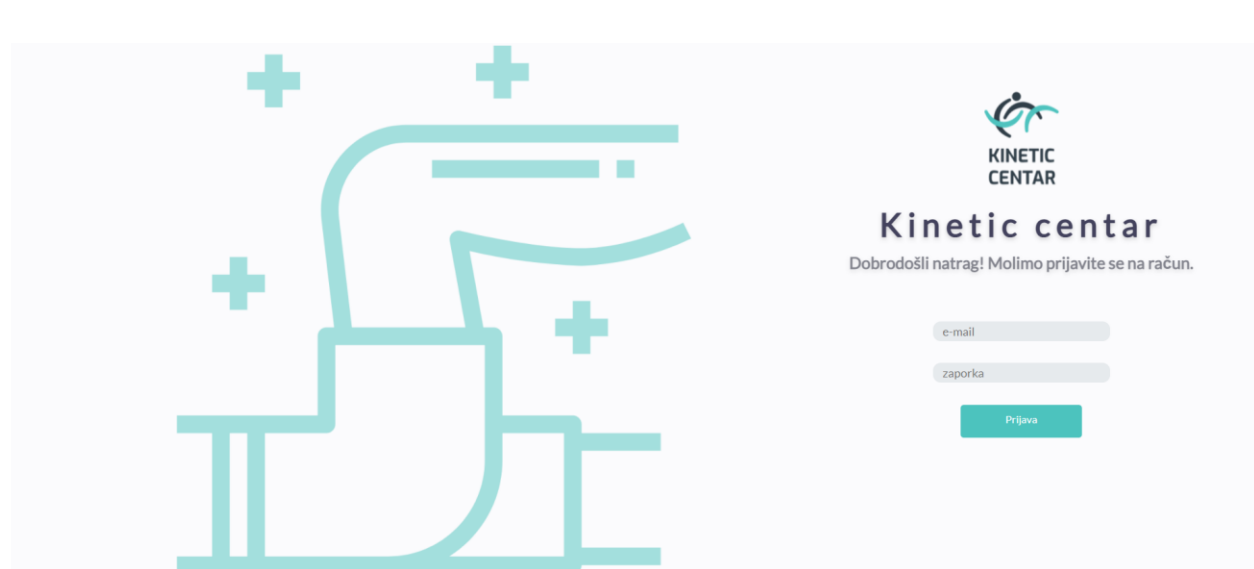 KINETIC
CENTAR
Kinetic centar
Dobrodošli natrag! Molimo prijavite se na račun.
e-mail
zaporka
Prijava